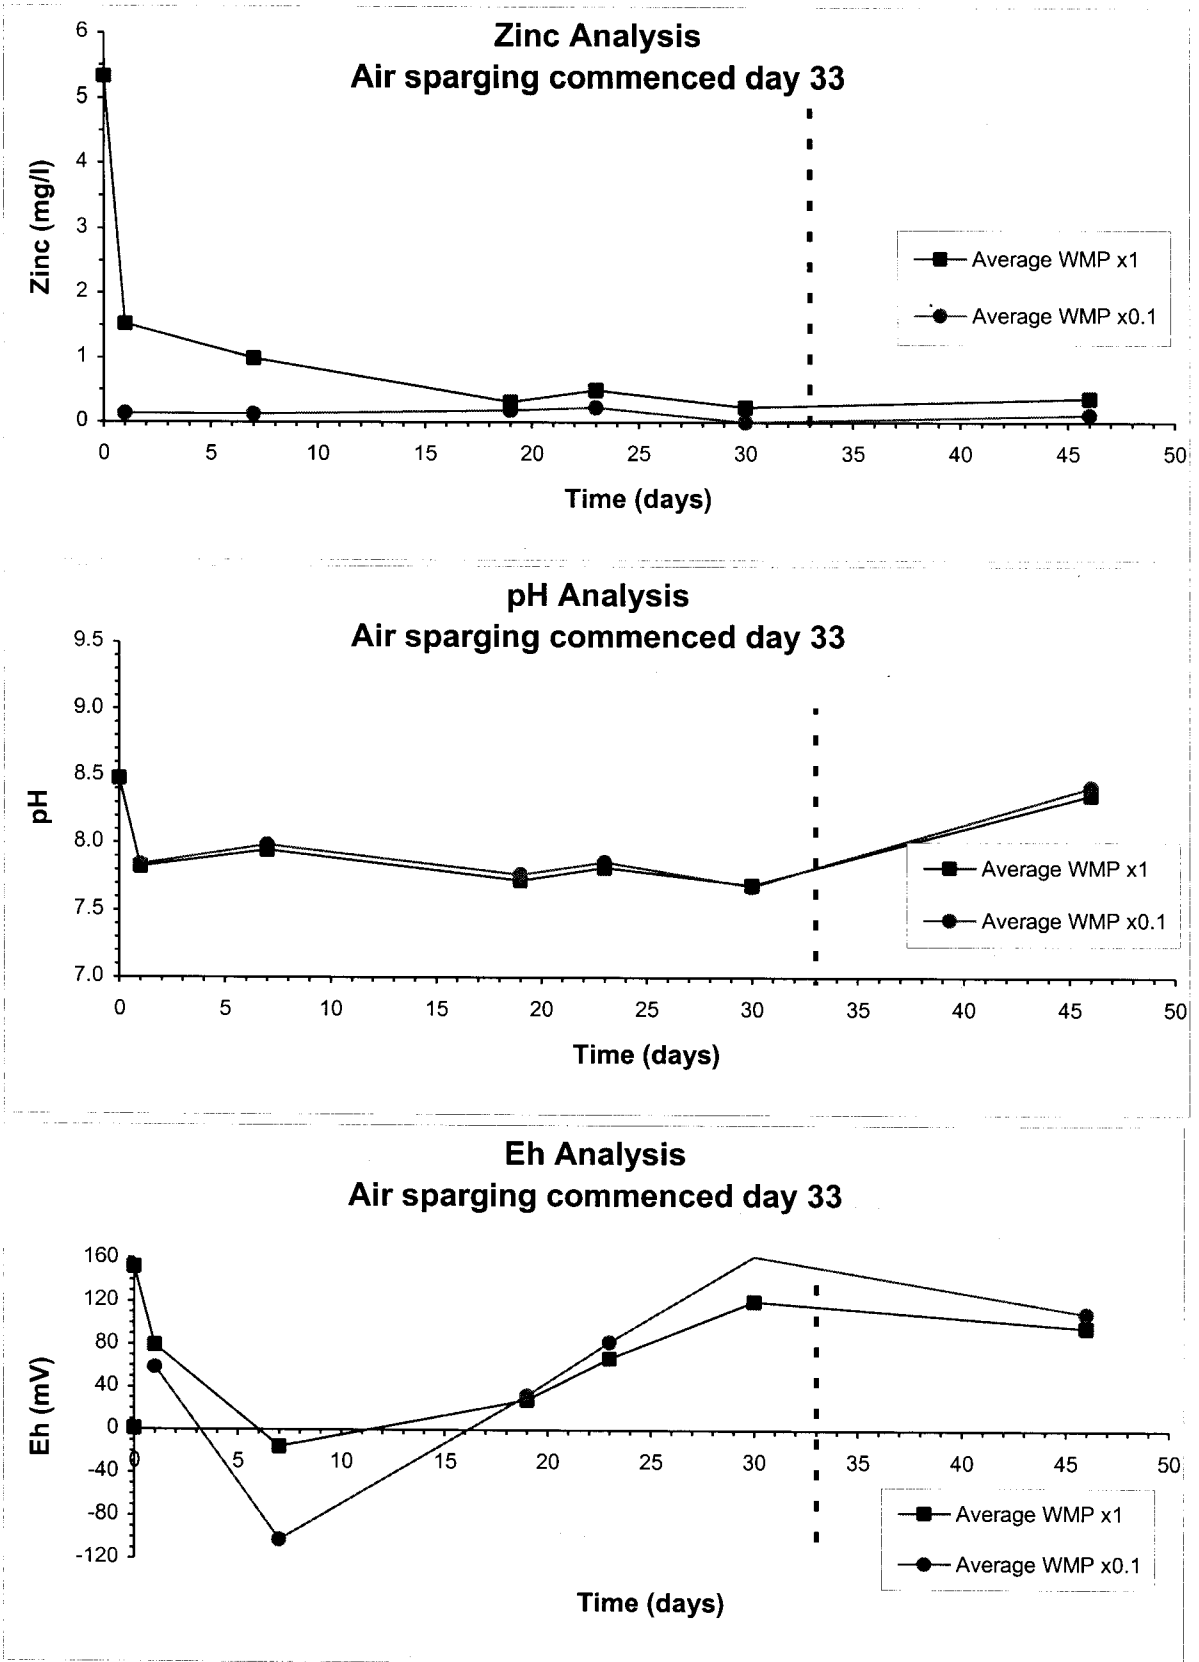 Zinc Analysis
Air sparging commenced day 33
6
5
4
3
2
1
0
Zinc (mg/l)
0 5 10 15 20 25 30 35 40 45 50
Time (days)
Average WMP x1
Average WMP x0.1
pH Analysis
Air sparging commenced day 33
9.5
9.0
8.5
8.0
7.5
7.0
pH
0 5 10 15 20 25 30 35 40 45 50
Time (days)
Average WMP x1
Average WMP x0.1
Eh Analysis
Air sparging commenced day 33
160
120
80
40
0
-40
-80
-120
Eh (mV)
0 5 10 15 20 25 30 35 40 45 50
Time (days)
Average WMP x1
Average WMP x0.1